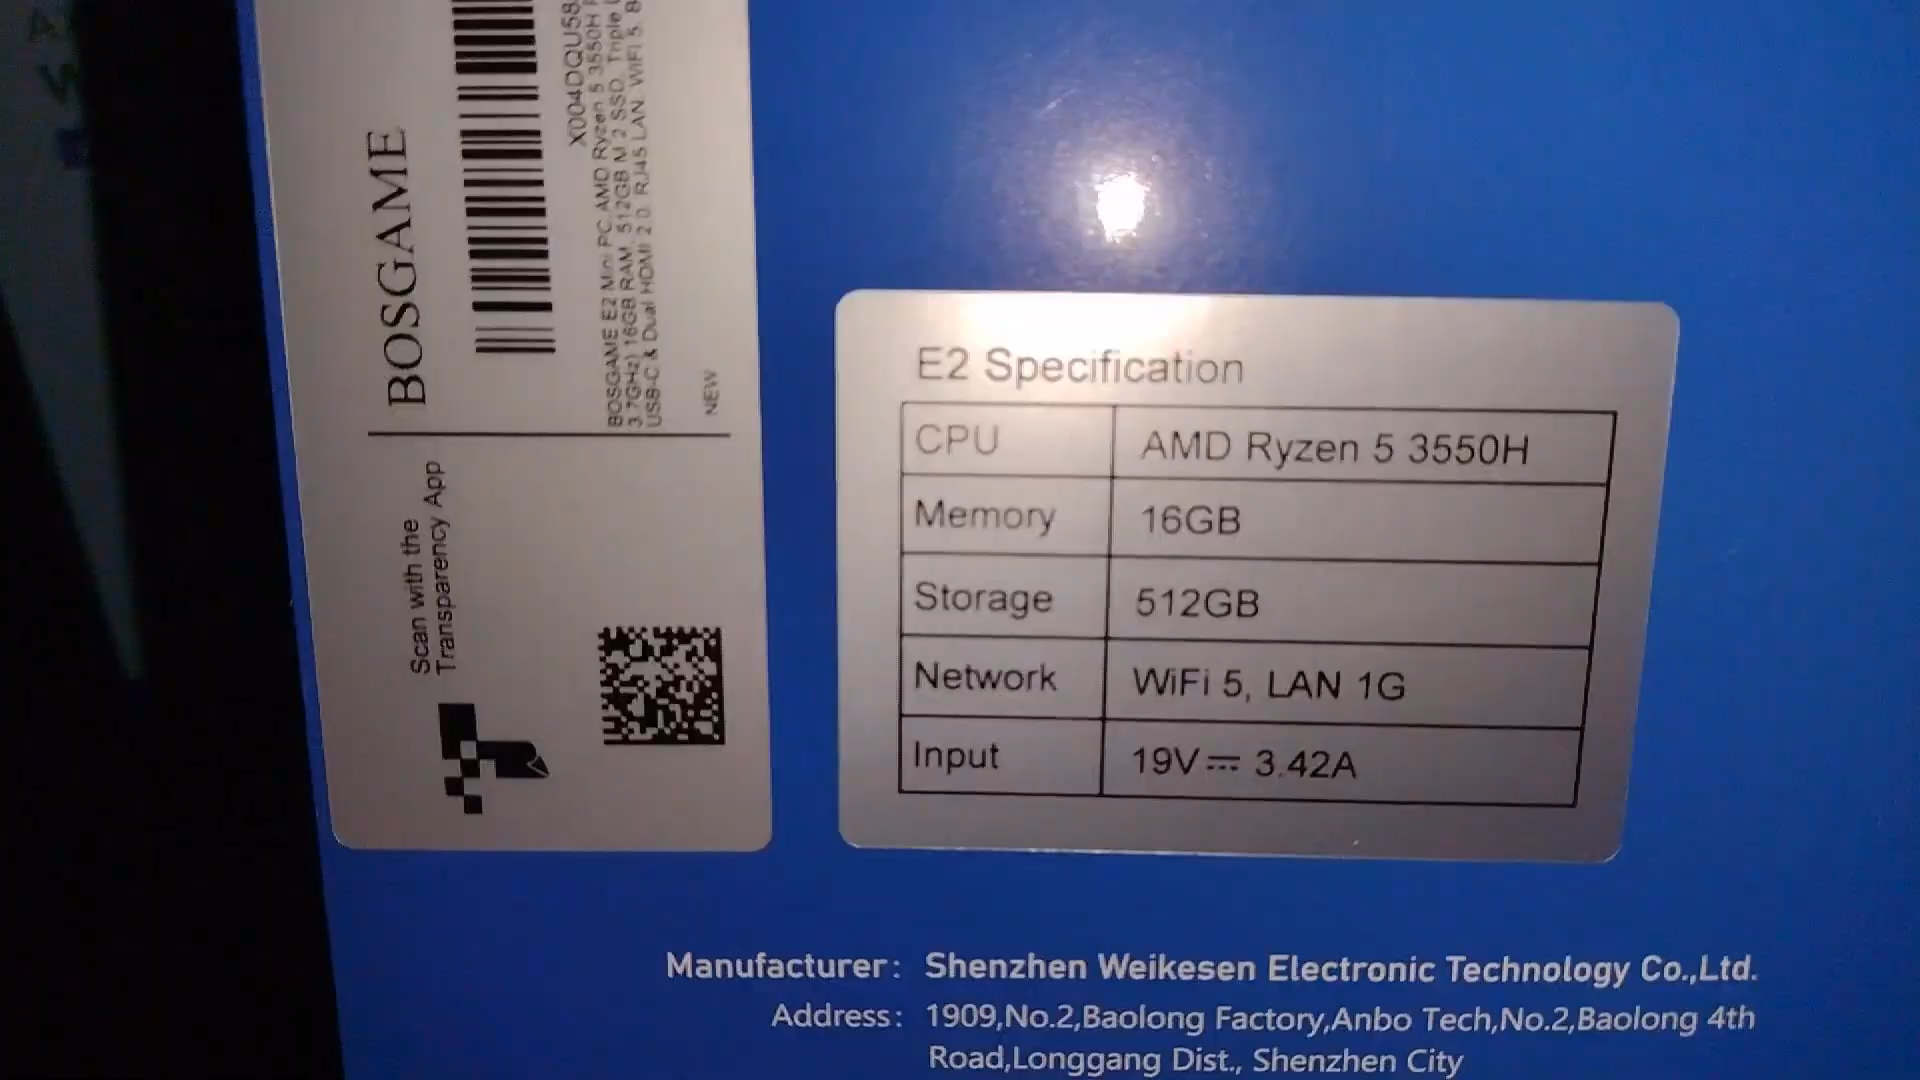 BOSGAME
X004DQU58
BOSGAME E2 Mini PC AMD Ryzen 5 3550H
3.7GHz) 16GB RAM, 512GB M.2 SSD, Triple
USB-C & Dual HDMI 2.0, RJ45 LAN, WiFi 5,
NEW
Scan with the
Transparency App
E2 Specification
CPU AMD Ryzen 5 3550H
Memory 16GB
Storage 512GB
Network WiFi 5, LAN 1G
Input 19V⎓ 3.42A
Manufacturer: Shenzhen Weikesen Electronic Technology Co.,Ltd.
Address: 1909,No.2,Baolong Factory,Anbo Tech,No.2,Baolong 4th
Road,Longgang Dist., Shenzhen City